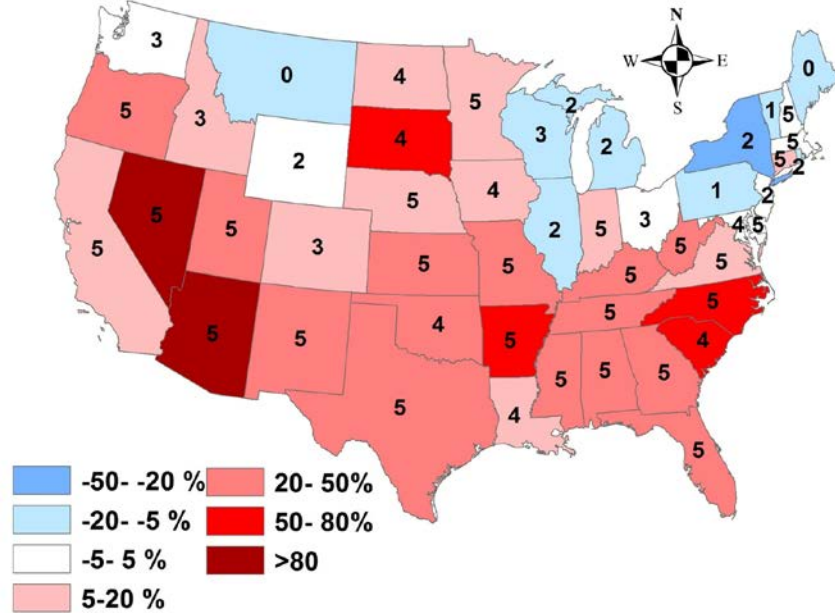 N
W E
S
3 0 4 5 2 0
5 3 4 3 2 2 1 5
2 5 5
5 4 1 2 2
5 5 5 3 2 5 3 4 5
5 5 5 5 5
5 5 4 5 5 5
5 5 5 5 4
5 4 5
-50- -20 % 20- 50%
-20- -5 % 50- 80%
-5- 5 % >80
5-20 %